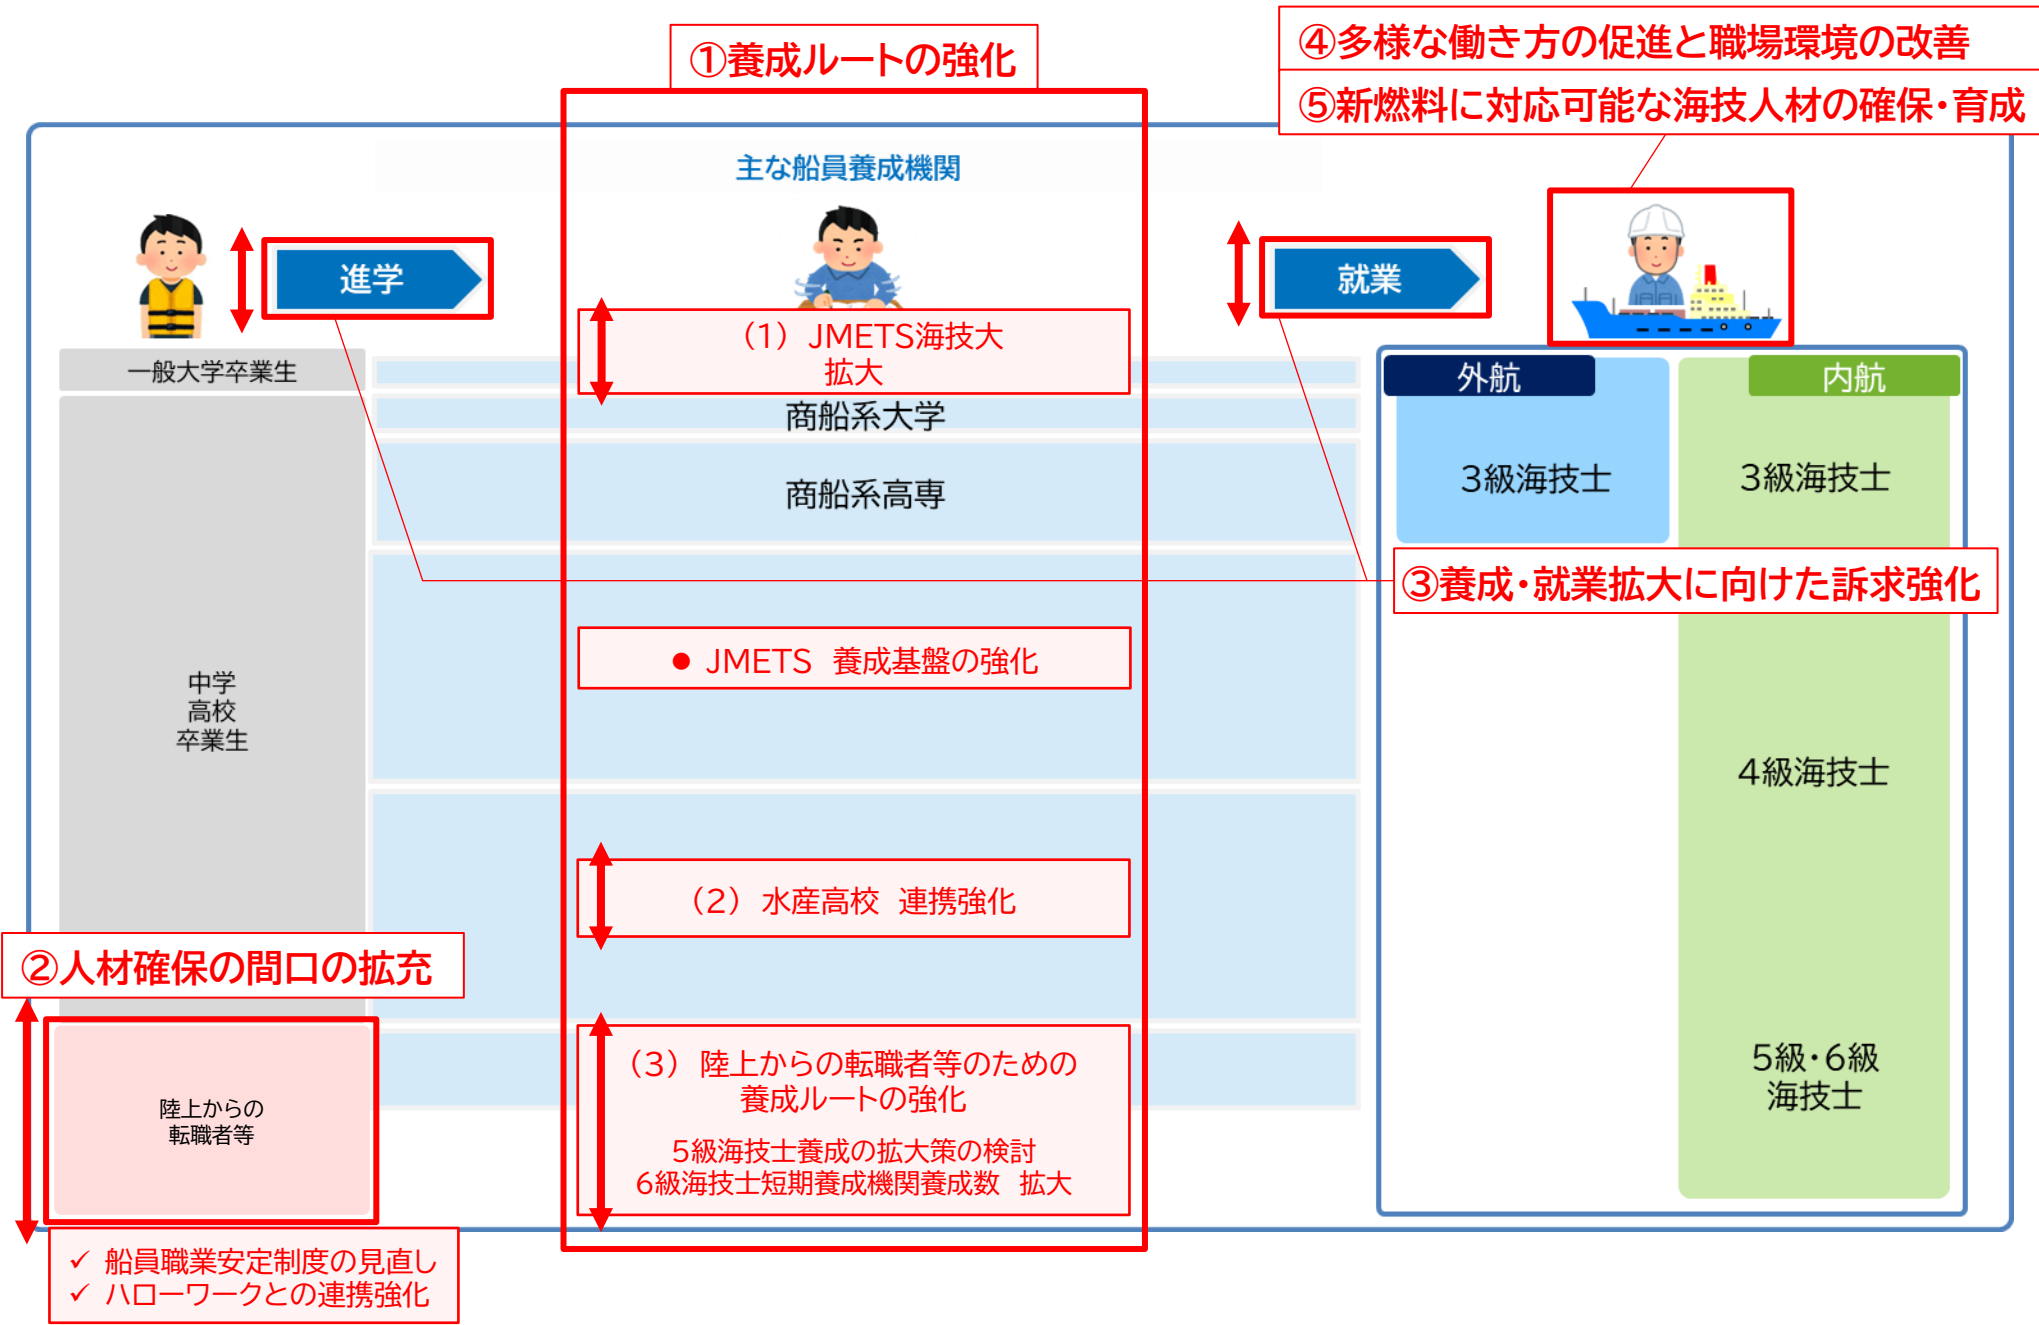 ①養成ルートの強化
④多様な働き方の促進と職場環境の改善
⑤新燃料に対応可能な海技人材の確保・育成
主な船員養成機関
進学
就業
(1) JMETS海技大
拡大
一般大学卒業生
商船系大学
商船系高専
外航
内航
3級海技士
3級海技士
③養成・就業拡大に向けた訴求強化
● JMETS 養成基盤の強化
中学
高校
卒業生
4級海技士
(2) 水産高校 連携強化
②人材確保の間口の拡充
(3) 陸上からの転職者等のための
養成ルートの強化
5級海技士養成の拡大策の検討
6級海技士短期養成機関養成数 拡大
5級・6級
海技士
陸上からの
転職者等
✓ 船員職業安定制度の見直し
✓ ハローワークとの連携強化